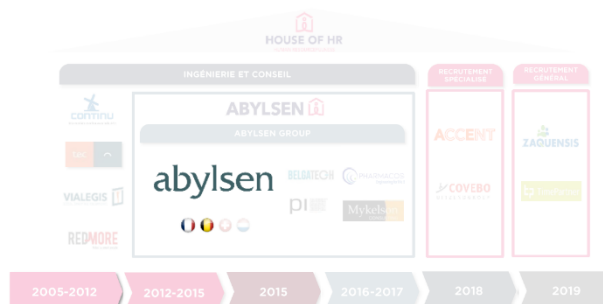 HOUSE OF HR
INGÉNIERIE ET CONSEIL
RECRUTEMENT
SPÉCIALISÉ
RECRUTEMENT
GÉNÉRAL
CONTINU
ABYLSEN
ABYLSEN GROUP
ACCENT
ZAQUENSIS
abylsen
BELGATECH
PHARMACOS
VIALEGIS
pi
Mykelson
COVEBO
REDMORE
2005-2012
2012-2015
2015
2016-2017
2018
2019